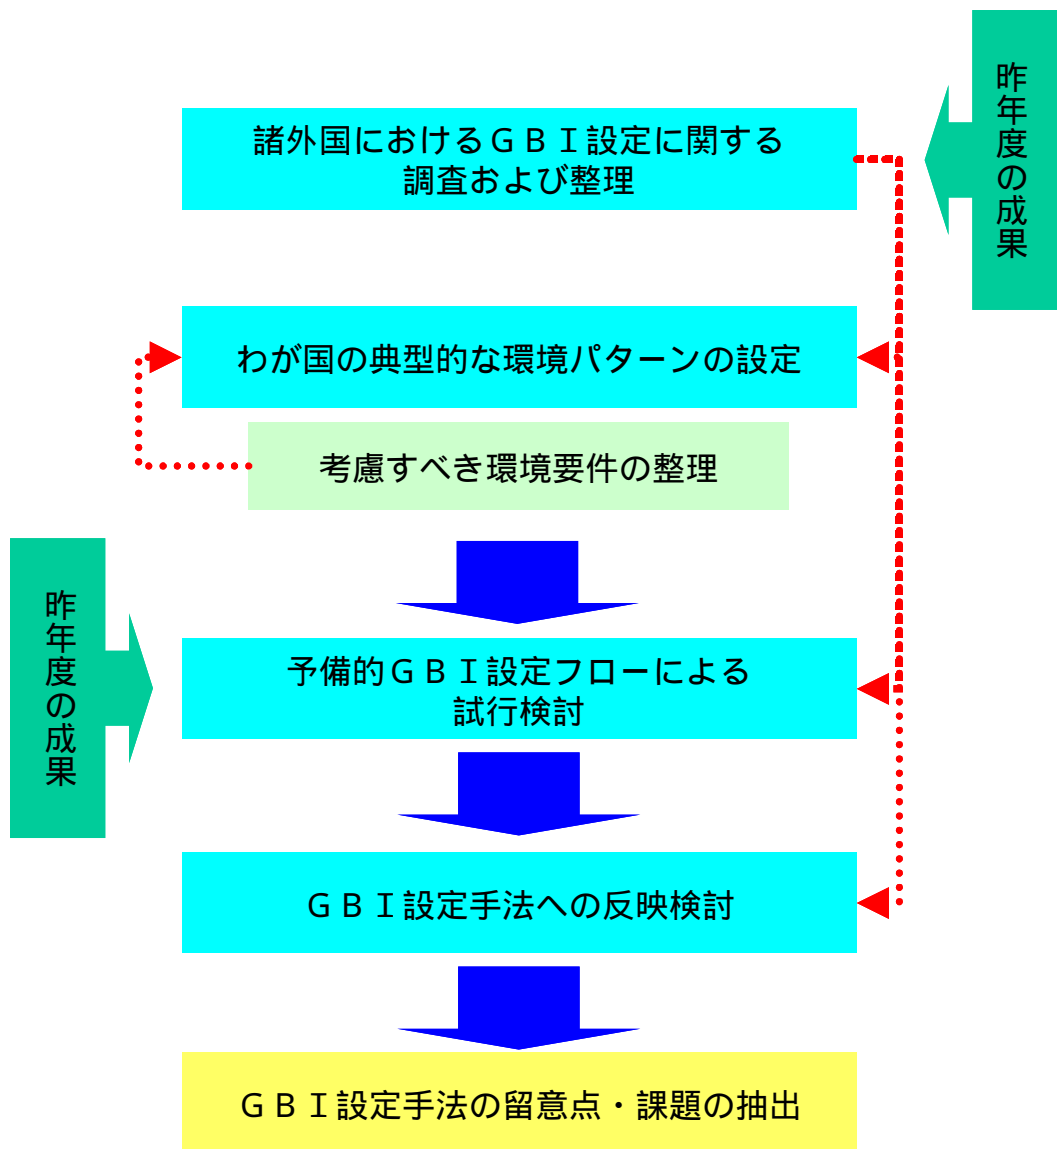 昨年度の成果
諸外国におけるＧＢＩ設定に関する
調査および整理
わが国の典型的な環境パターンの設定
考慮すべき環境要件の整理
昨年度の成果
予備的ＧＢＩ設定フローによる
試行検討
ＧＢＩ設定手法への反映検討
ＧＢＩ設定手法の留意点・課題の抽出